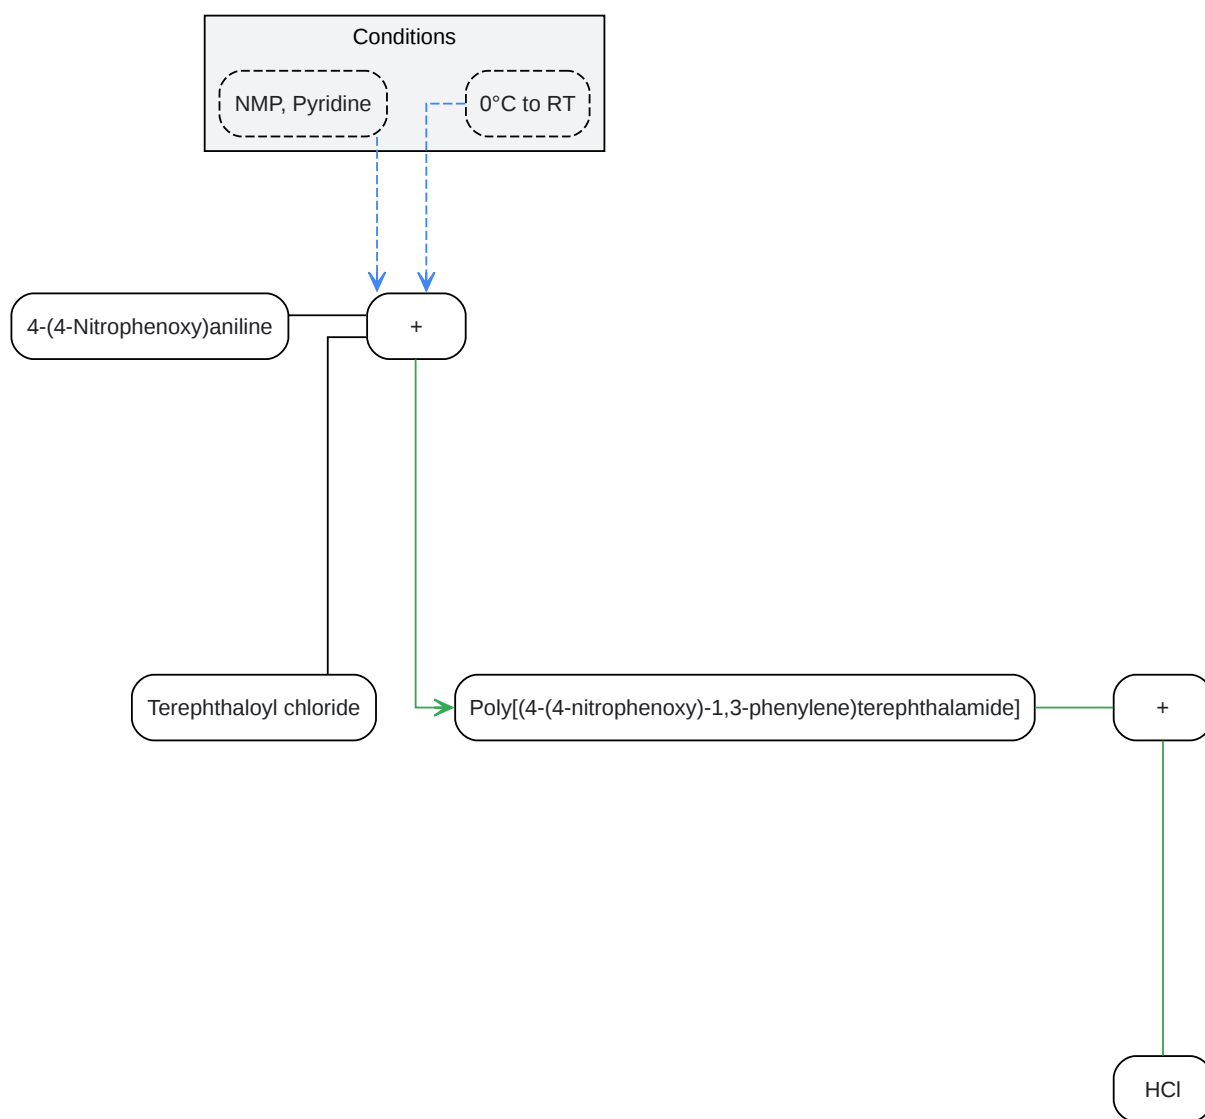 Conditions
NMP, Pyridine
0°C to RT
4-(4-Nitrophenoxy)aniline
+
Terephthaloyl chloride
Poly[(4-(4-nitrophenoxy)-1,3-phenylene)terephthalamide]
+
HCl